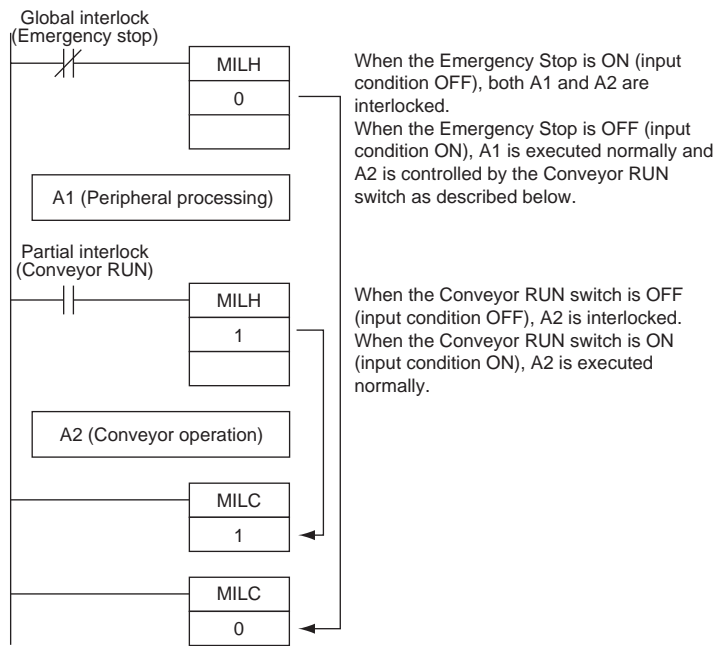 Global interlock
(Emergency stop)
MILH
0
When the Emergency Stop is ON (input
condition OFF), both A1 and A2 are
interlocked.
When the Emergency Stop is OFF (input
condition ON), A1 is executed normally and
A2 is controlled by the Conveyor RUN
switch as described below.
A1 (Peripheral processing)
Partial interlock
(Conveyor RUN)
MILH
1
When the Conveyor RUN switch is OFF
(input condition OFF), A2 is interlocked.
When the Conveyor RUN switch is ON
(input condition ON), A2 is executed
normally.
A2 (Conveyor operation)
MILC
1
MILC
0